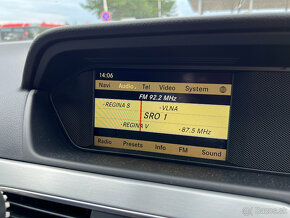 14:06
Navi Audio Tel Video System
FM 92.2 MHz
REGINA S VLNA
SRO 1
REGINA V 87.5 MHz
Radio Presets Info FM Sound